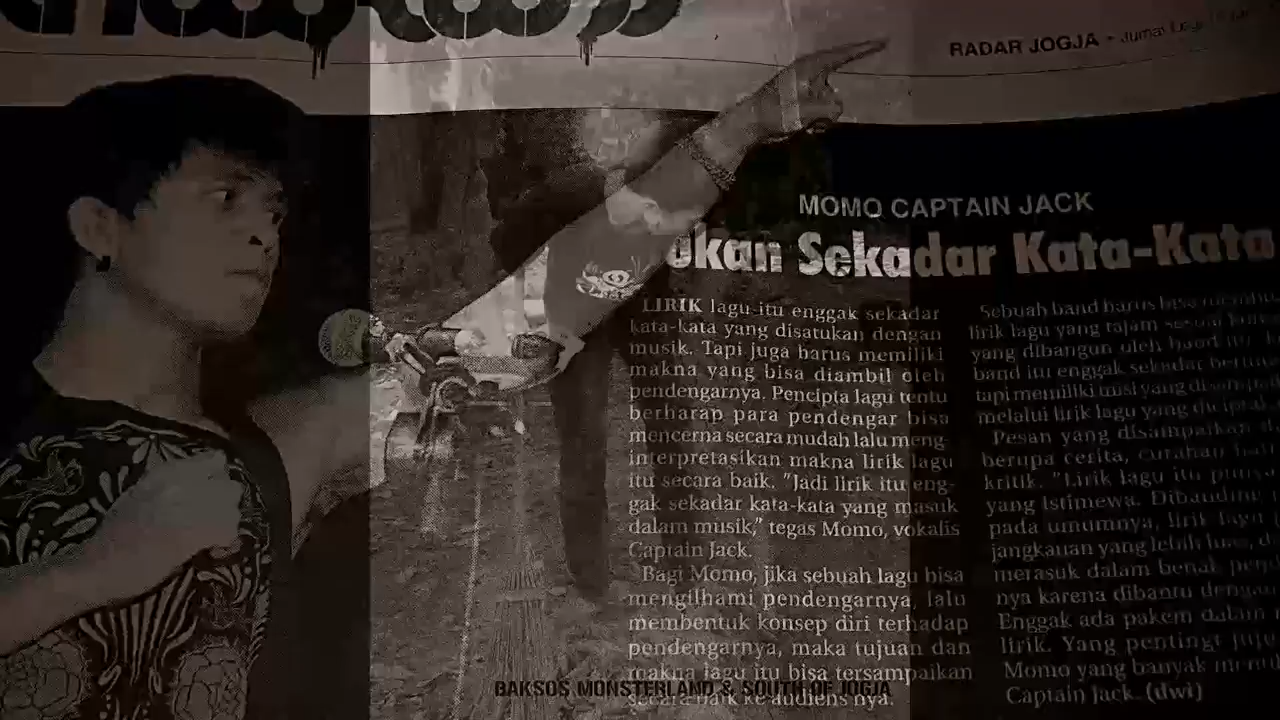 RADAR JOGJA • Jumat Legi
MOMO CAPTAIN JACK
ukan Sekadar Kata-Kata
LIRIK lagu itu enggak sekadar
kata-kata yang disatukan dengan
musik. Tapi juga harus memiliki
makna yang bisa diambil oleh
pendengarnya. Pencipta lagu tentu
berharap para pendengar bisa
mencerna secara mudah lalu meng-
interpretasikan makna lirik lagu
itu secara baik. "Jadi lirik itu eng-
gak sekadar kata-kata yang masuk
dalam musik," tegas Momo, vokalis
Captain Jack.
Bagi Momo, jika sebuah lagu bisa
mengilhami pendengarnya, lalu
membentuk konsep diri terhadap
pendengarnya, maka tujuan dan
makna lagu itu bisa tersampaikan
secara baik ke audiens nya.
Sebuah band harus bisa
lirik lagu yang tajam sesuai
yang dibangun oleh band itu.
band itu enggak sekadar
tapi memiliki misi yang
melalui lirik lagu yang
Pesan yang disampaikan
berupa cerita, curahan
kritik. "Lirik lagu itu
yang istimewa.
pada umumnya, lirik lagu
jangkauan yang lebih luas,
merasuk dalam benak
nya karena dibantu
Enggak ada pakem dalam
lirik. Yang penting
Momo yang banyak
Captain Jack. (dwi)
BAKSOS MONSTERLAND & SOUTH OF JOGJA